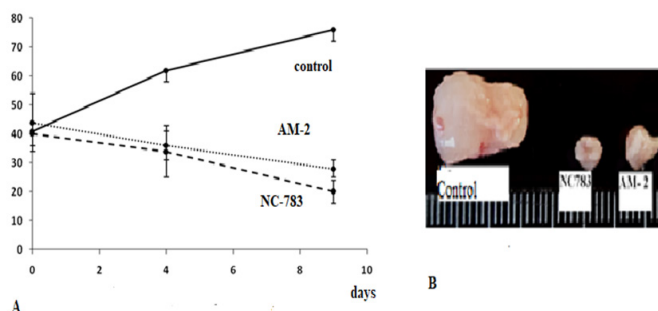 80
70
60
50
40
30
20
10
0
control
AM-2
NC-783
0 2 4 6 8 10
days
A
Control
NC783
AM- 2
B